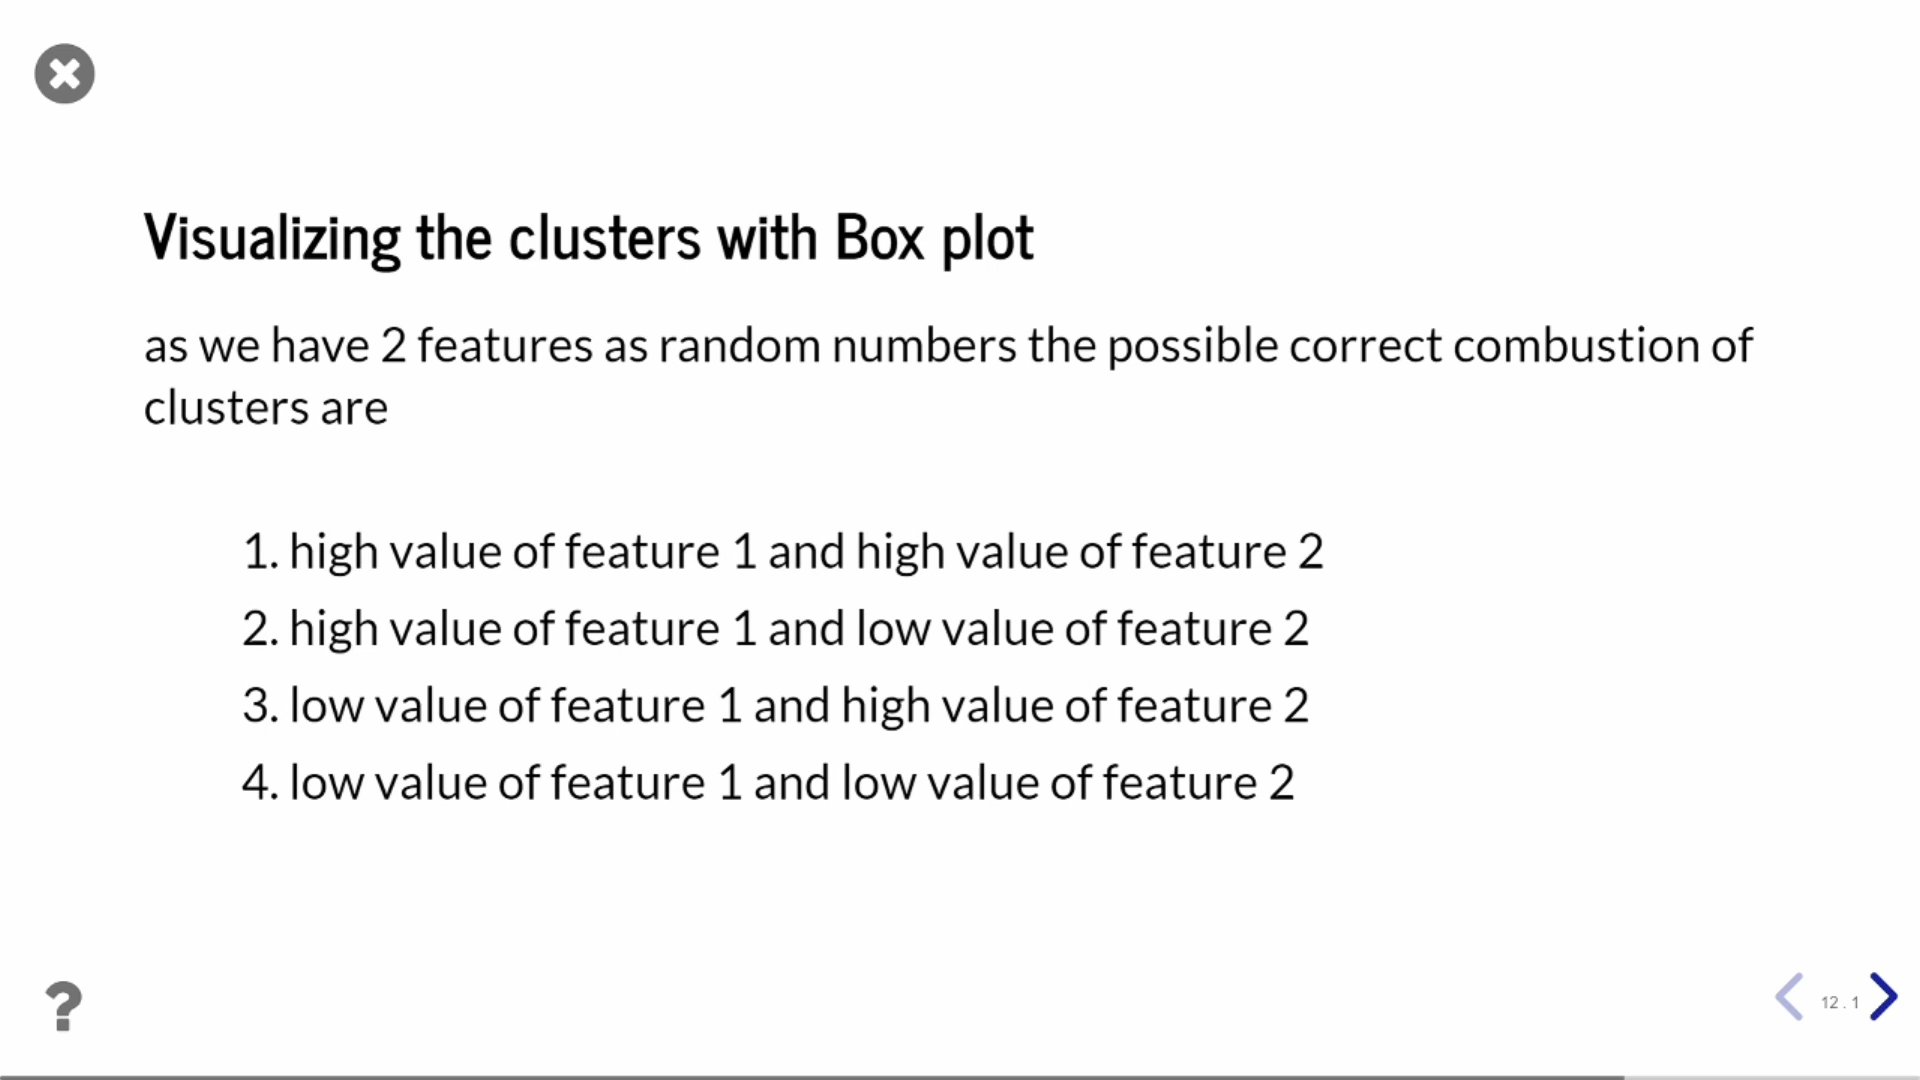 Visualizing the clusters with Box plot
as we have 2 features as random numbers the possible correct combustion of
clusters are
1. high value of feature 1 and high value of feature 2
2. high value of feature 1 and low value of feature 2
3. low value of feature 1 and high value of feature 2
4. low value of feature 1 and low value of feature 2
?
12 . 1